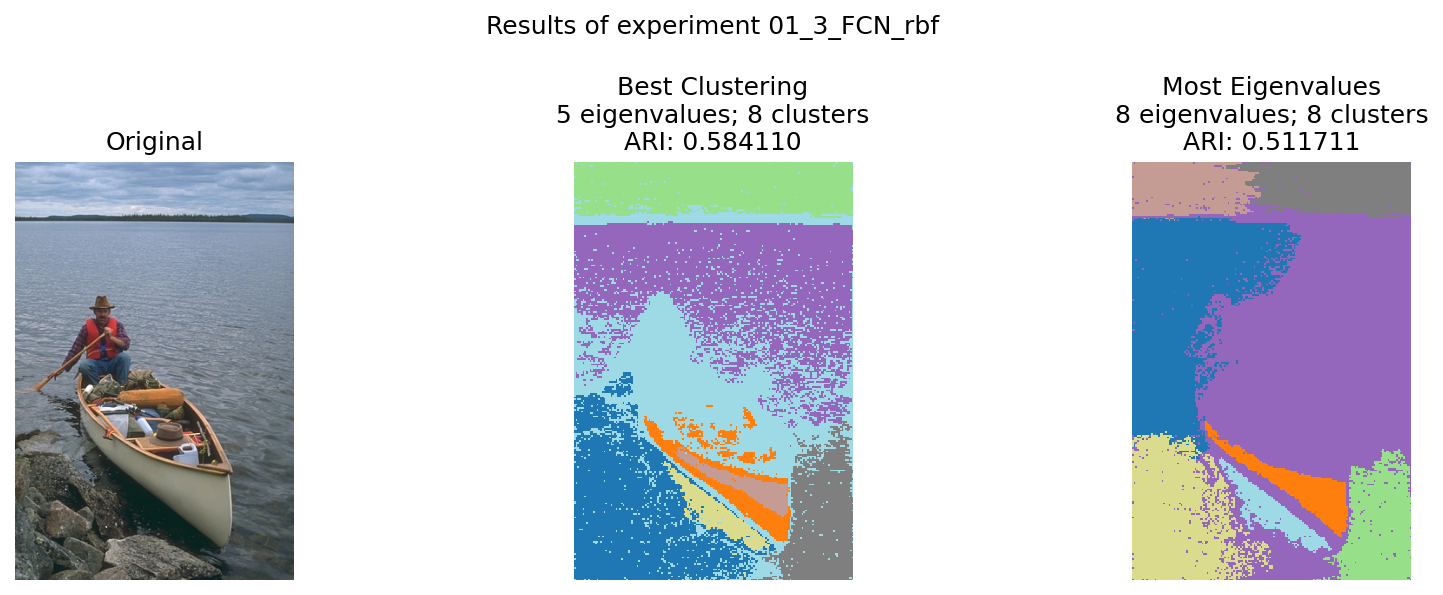 Results of experiment 01_3_FCN_rbf
Original
Best Clustering
5 eigenvalues; 8 clusters
ARI: 0.584110
Most Eigenvalues
8 eigenvalues; 8 clusters
ARI: 0.511711